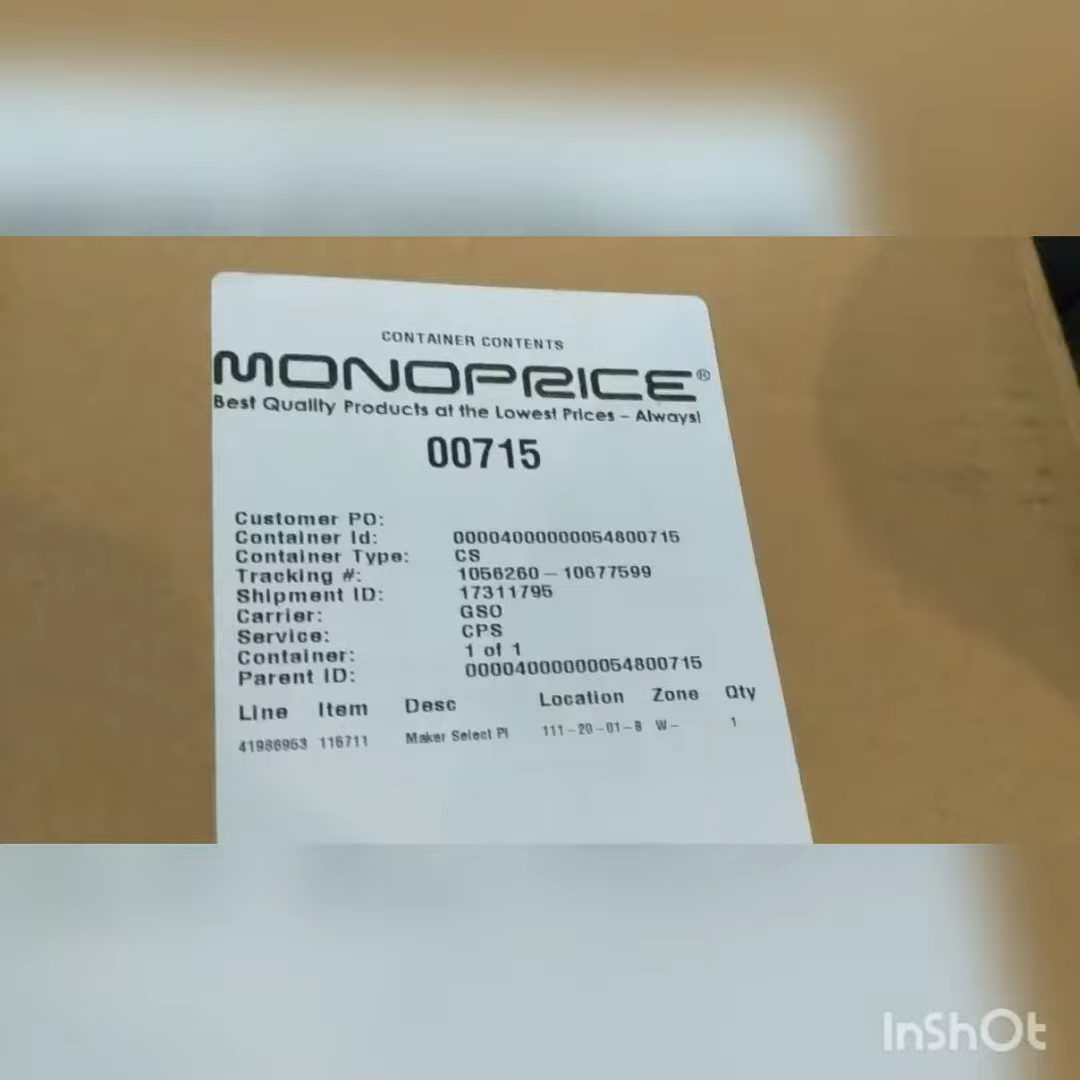 CONTAINER CONTENTS
MONOPRICE®
Best Quality Products at the Lowest Prices – Always!
00715
Customer PO:
Container Id: 00004000000054800715
Container Type: CS
Tracking #: 1056260 – 10677599
Shipment ID: 17311795
Carrier: GSO
Service: CPS
Container: 1 of 1
Parent ID: 00004000000054800715
Line Item Desc Location Zone Qty
41986953 115711 Maker Select Pl 111-20-01-B W- 1
InShOt